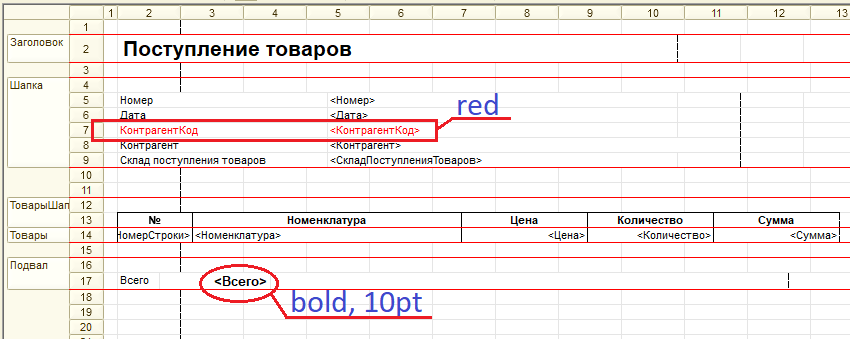 1 2 3 4 5 6 7 8 9 10 11 12 13
1
Заголовок 2 Поступление товаров
3
Шапка 4
5 Номер <Номер>
red
6 Дата <Дата>
7 КонтрагентКод <КонтрагентКод>
8 Контрагент <Контрагент>
9 Склад поступления товаров <СкладПоступленияТоваров>
10
11
ТоварыШап 12
13 № Номенклатура Цена Количество Сумма
Товары 14 НомерСтроки> <Номенклатура> <Цена> <Количество> <Сумма>
15
Подвал 16
17 Всего <Всего>
bold, 10pt
18
19
20